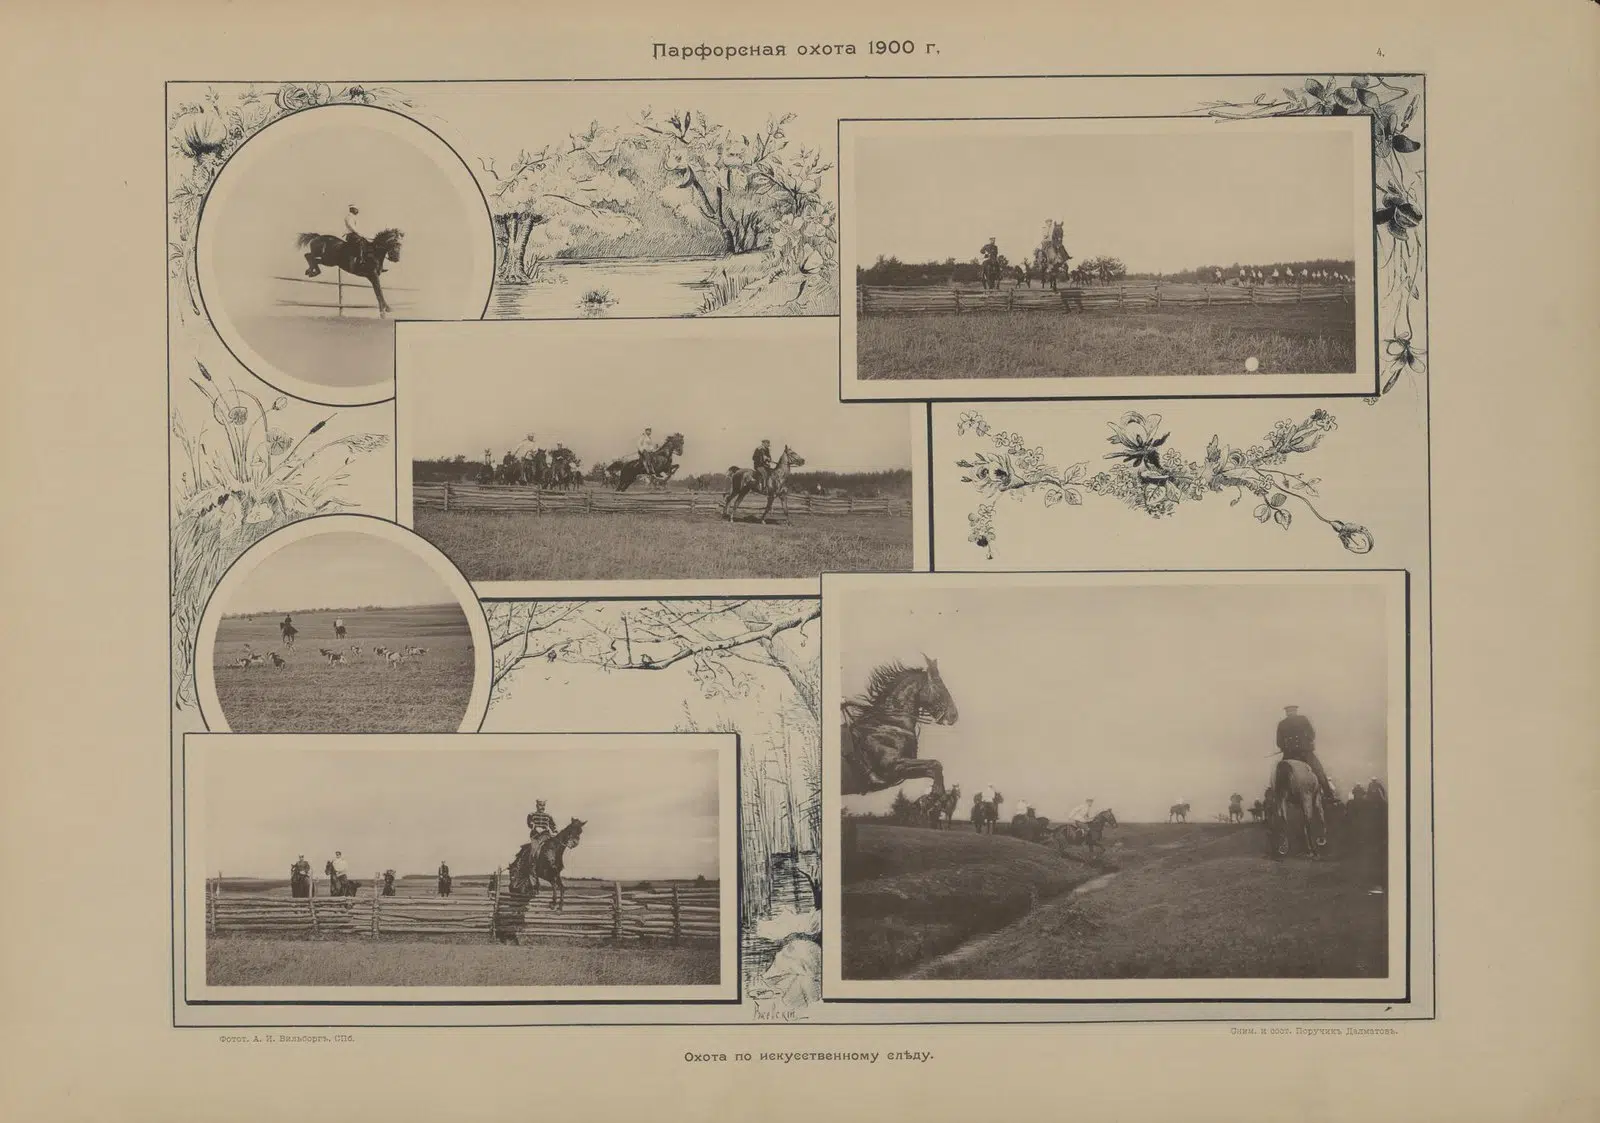 Парфорсная охота 1900 г.
4.
Фотот. А. И. Вильборгъ. СПб.
Сним. и сост. Поручикъ Далматовъ.
Охота по искусственному слѣду.